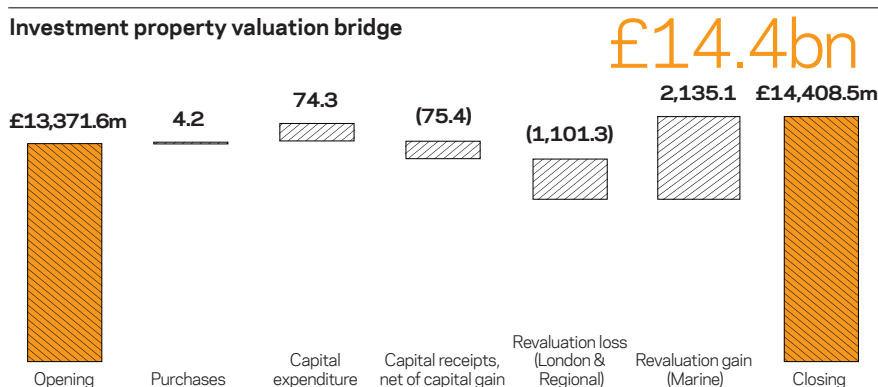 Investment property valuation bridge
£14.4bn
£13,371.6m
4.2
74.3
(75.4)
(1,101.3)
2,135.1
£14,408.5m
Opening
Purchases
Capital
expenditure
Capital receipts,
net of capital gain
Revaluation loss
(London &
Regional)
Revaluation gain
(Marine)
Closing